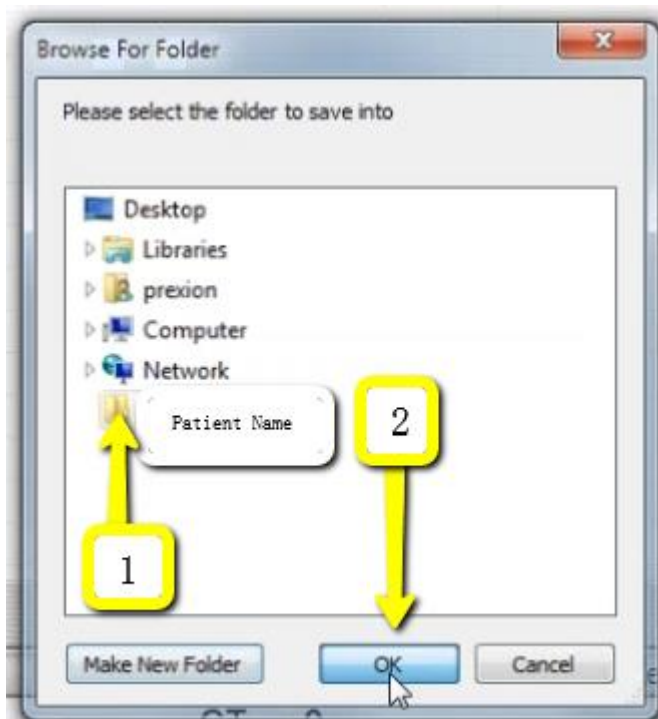 Browse For Folder
Please select the folder to save into
Desktop
Libraries
prexion
Computer
Network
Patient Name
2
1
Make New Folder
OK
Cancel